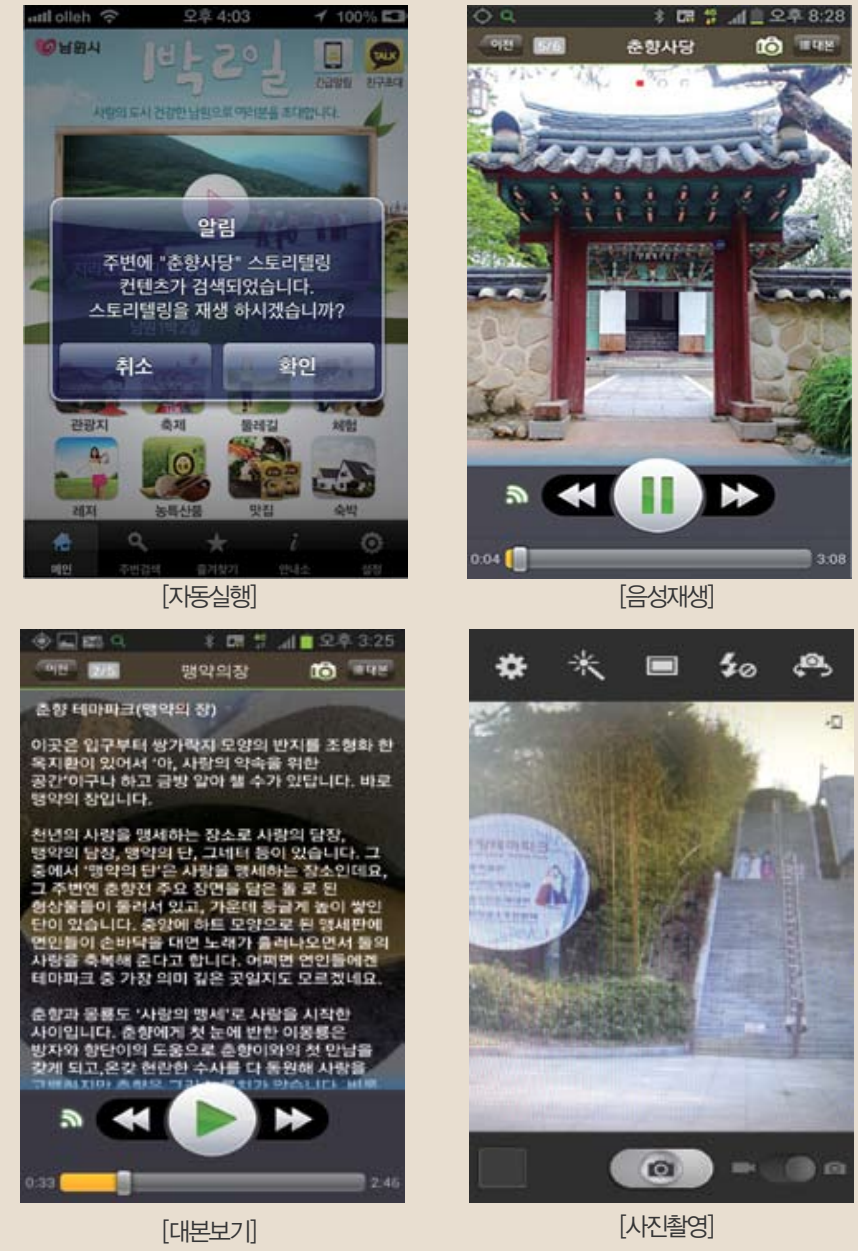 olleh 오후 4:03 100%
남원시
1박2일
긴급알림 친구초대
사랑의 도시 건강한 남원으로 여러분을 초대합니다.
알림
주변에 "춘향사당" 스토리텔링
컨텐츠가 검색되었습니다.
스토리텔링을 재생 하시겠습니까?
남원1박2일
취소 확인
관광지 축제 둘레길 체험
레저 농특산품 맛집 숙박
메인 주변검색 즐겨찾기 안내소 설정
[자동실행]
오후 8:28
이전 5/6 춘향사당 대본
0:04 3:08
[음성재생]
오후 3:25
이전 2/5 맹약의장 대본
춘향 테마파크(맹약의 장)
이곳은 입구부터 쌍가락지 모양의 반지를 조형화 한
옥지환이 있어서 '아, 사랑의 약속을 위한
공간'이구나 하고 금방 알아 챌 수가 있답니다. 바로
맹약의 장입니다.
천년의 사랑을 맹세하는 장소로 사랑의 담장,
맹약의 담장, 맹약의 단, 그네터 등이 있습니다. 그
중에서 '맹약의 단'은 사랑을 맹세하는 장소인데요,
그 주변엔 춘향전 주요 장면을 담은 돌 로 된
형상물들이 둘러서 있고, 가운데 둥글게 높이 쌓인
단이 있습니다. 중앙에 하트 모양으로 된 맹세판에
연인들이 손바닥을 대면 노래가 흘러나오면서 둘의
사랑을 축복해 준다고 합니다. 어쩌면 연인들에겐
테마파크 중 가장 의미 깊은 곳일지도 모르겠네요.
춘향과 몽룡도 '사랑의 맹세'로 사랑을 시작한
사이입니다. 춘향에게 첫 눈에 반한 이몽룡은
방자와 향단이의 도움으로 춘향이와의 첫 만남을
갖게 되고,온갖 현란한 수사를 다 동원해 사랑을
0:33 2:46
[대본보기]
테마파크
[사진촬영]